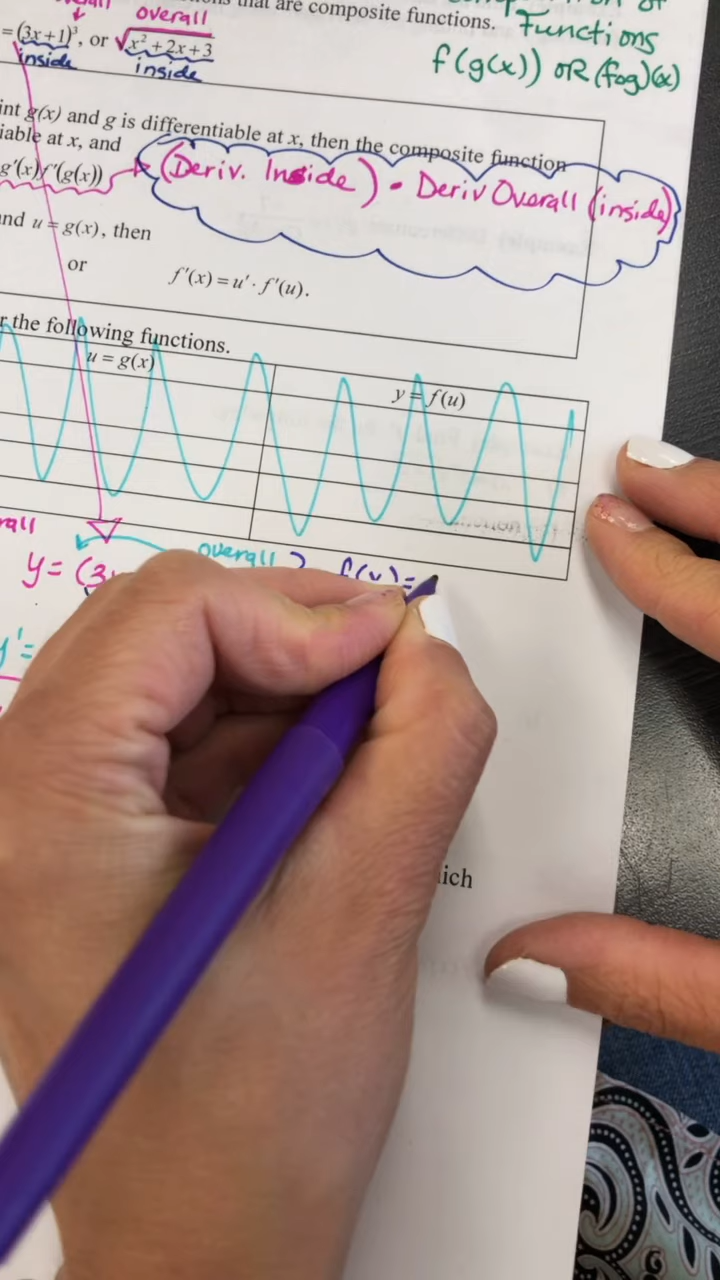 that are composite functions.
overall
= (3x+1)³, or √x² + 2x + 3
inside inside
Functions
f(g(x)) OR (fog)(x)
int g(x) and g is differentiable at x, then the composite function
iable at x, and
g'(x)f'(g(x))
(Deriv. Inside) • Deriv Overall (inside)
and u = g(x), then
or f'(x) = u' · f'(u).
r the following functions.
u = g(x) y = f(u)
overall
y = (3
f(x) =
y' =
ich